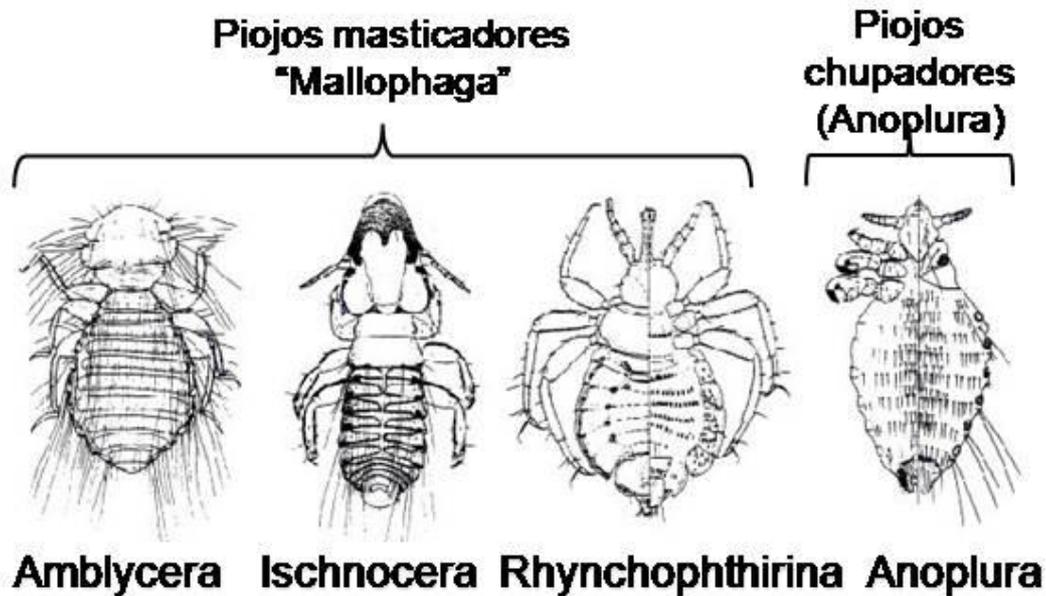 Piojos masticadores
“Mallophaga”
Piojos
chupadores
(Anoplura)
Amblycera
Ischnocera
Rhynchophthirina
Anoplura